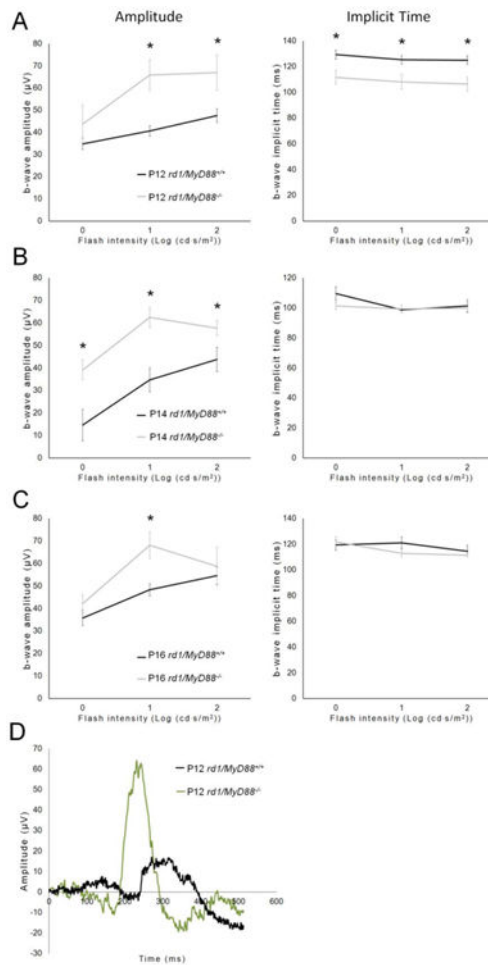 Amplitude Implicit Time
A
* *
* * *
b-wave amplitude (µV)
80
70
60
50
40
30
20
10
0
P12 rd1/MyD88+/+
P12 rd1/MyD88-/-
0 1 2
Flash intensity (Log (cd s/m²))
b-wave implicit time (ms)
140
120
100
80
60
40
20
0
0 1 2
Flash intensity (Log (cd s/m²))
B
* * *
b-wave amplitude (µV)
80
70
60
50
40
30
20
10
0
P14 rd1/MyD88+/+
P14 rd1/MyD88-/-
0 1 2
Flash intensity (Log (cd s/m²))
b-wave implicit time (ms)
120
100
80
60
40
20
0
0 1 2
Flash intensity (Log (cd s/m²))
C
*
b-wave amplitude (µV)
80
70
60
50
40
30
20
10
0
P16 rd1/MyD88+/+
P16 rd1/MyD88-/-
0 1 2
Flash intensity (Log (cd s/m²))
b-wave implicit time (ms)
140
120
100
80
60
40
20
0
0 1 2
Flash intensity (Log (cd s/m²))
D
Amplitude (µV)
70
60
50
40
30
20
10
0
-10
-20
-30
P12 rd1/MyD88+/+
P12 rd1/MyD88-/-
0 100 200 300 400 500 600
Time (ms)